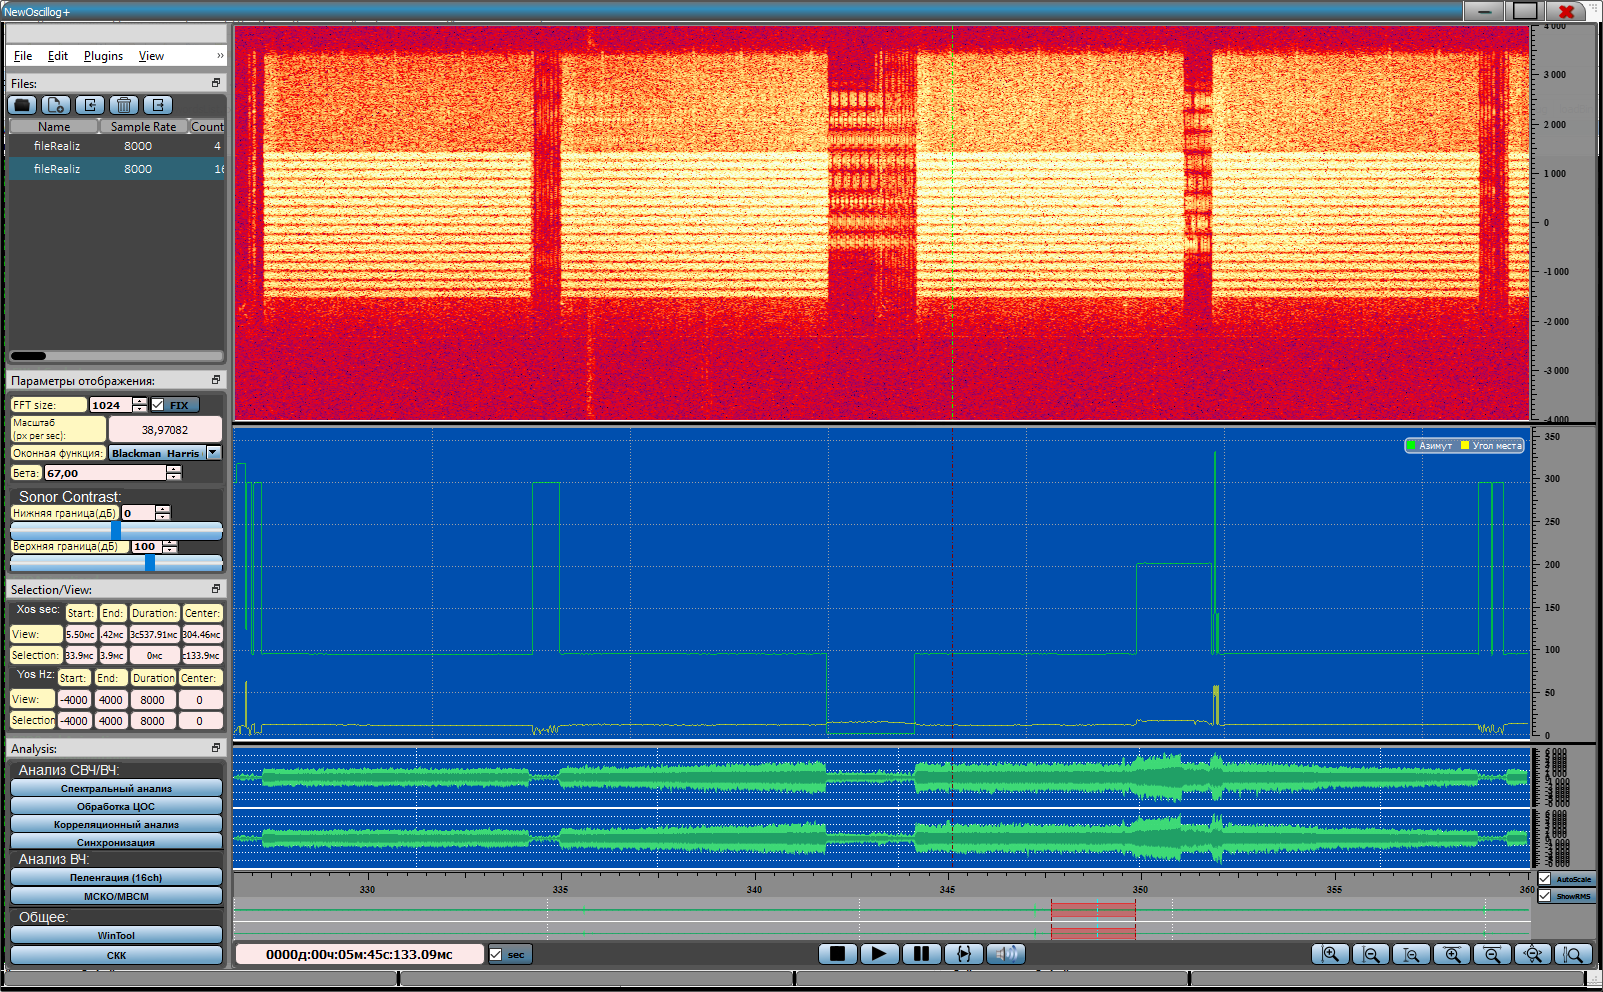 NewOscillog+
File Edit Plugins View »
Files:
Name Sample Rate Count
fileRealiz 8000 4
fileRealiz 8000 16
Параметры отображения:
FFT size: 1024 FIX
Масштаб
(px per sec): 38,97082
Оконная функция: Blackman Harris
Бета: 67,00
Sonor Contrast:
Нижняя граница(дБ) 0
Верхняя граница(дБ) 100
Selection/View:
Xos sec: Start: End: Duration: Center:
View: 5.50мс .42мс 3с537.91мс 304.46мс
Selection: 33.9мс 3.9мс 0мс с133.9мс
Yos Hz: Start: End: Duration Center:
View: -4000 4000 8000 0
Selection -4000 4000 8000 0
Analysis:
Анализ СВЧ/ВЧ:
Спектральный анализ
Обработка ЦОС
Корреляционный анализ
Синхронизация
Анализ ВЧ:
Пеленгация (16ch)
МСКО/МВСМ
Общее:
WinTool
СКК
4 000
3 000
2 000
1 000
0
-1 000
-2 000
-3 000
-4 000
Азимут Угол места
350
300
250
200
150
100
50
0
330 335 340 345 350 355 360
AutoScale
ShowRMS
0000д:00ч:05м:45с:133.09мс sec